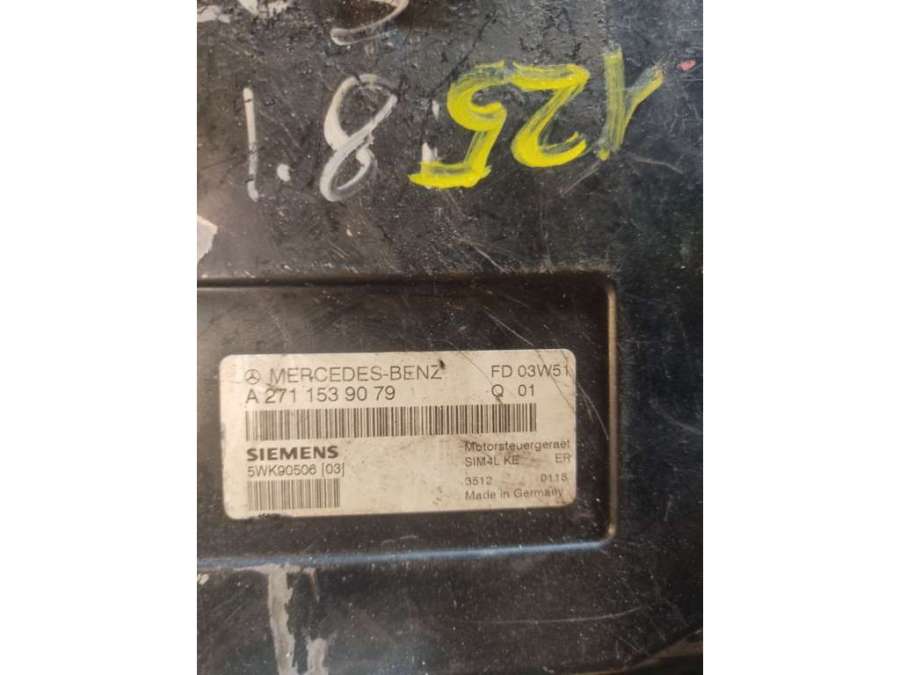 1.8
125
MERCEDES-BENZ FD 03W51
A 271 153 90 79 Q 01
SIEMENS Motorsteuergeraet
5WK90506 [03] SIM4L KE ER
3512 0115
Made in Germany